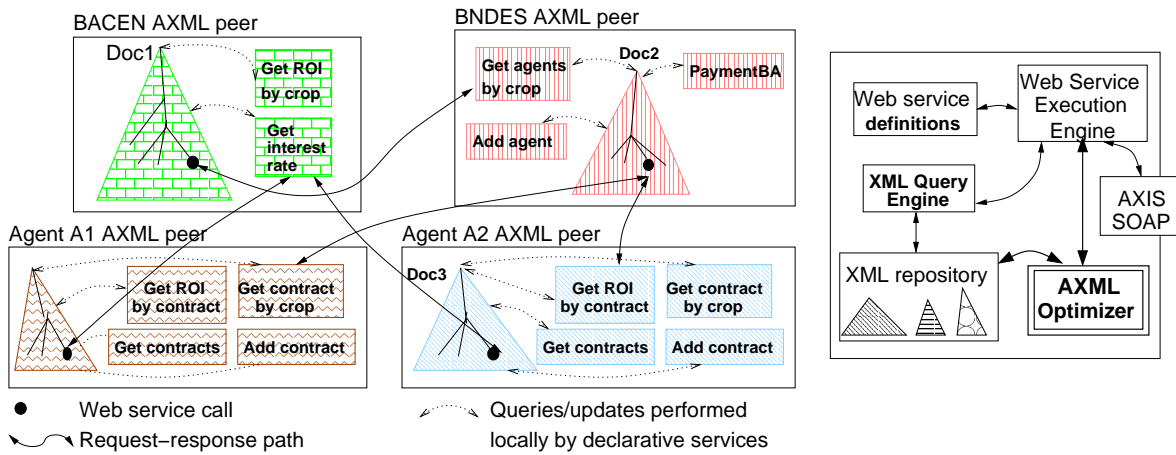 BACEN AXML peer
Doc1
Get ROI
by crop
Get
interest
rate
BNDES AXML peer
Doc2
Get agents
by crop
PaymentBA
Add agent
Agent A1 AXML peer
Get ROI
by contract
Get contract
by crop
Get contracts
Add contract
Agent A2 AXML peer
Doc3
Get ROI
by contract
Get contract
by crop
Get contracts
Add contract
Web service call
Request−response path
Queries/updates performed
locally by declarative services
Web service
definitions
Web Service
Execution
Engine
XML Query
Engine
AXIS
SOAP
XML repository
AXML
Optimizer